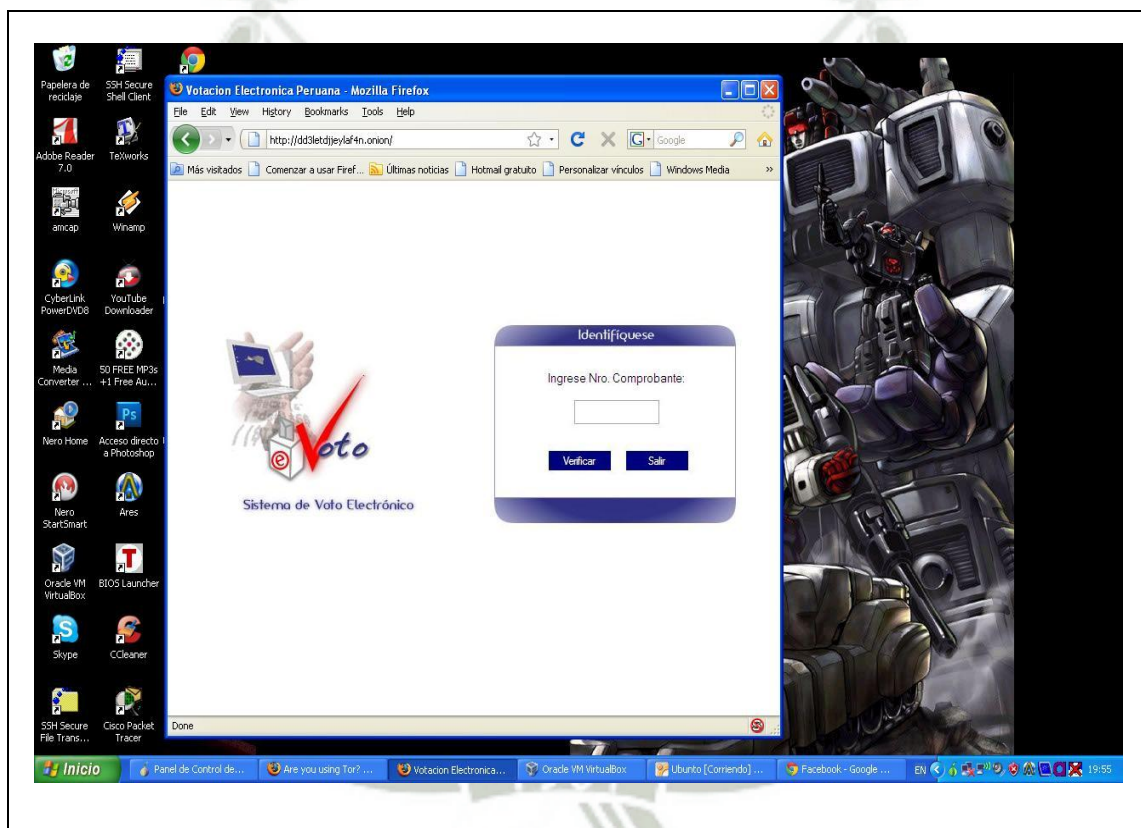 Papelera de reciclaje
SSH Secure Shell Client
Adobe Reader 7.0
TeXworks
amcap
Winamp
CyberLink PowerDVD8
YouTube Downloader
Media Converter ...
50 FREE MP3s +1 Free Au...
Nero Home
Acceso directo a Photoshop
Nero StartSmart
Ares
Oracle VM VirtualBox
BIOS Launcher
Skype
CCleaner
SSH Secure File Trans...
Cisco Packet Tracer
Votacion Electronica Peruana - Mozilla Firefox
File Edit View History Bookmarks Tools Help
http://dd3letdjjeylaf4n.onion/
G Google
Más visitados Comenzar a usar Firef... Últimas noticias Hotmail gratuito Personalizar vínculos Windows Media »
e Voto
Sistema de Voto Electrónico
Identifíquese
Ingrese Nro. Comprobante:
Verificar Salir
Done
Inicio Panel de Control de... Are you using Tor? ... Votacion Electronica... Oracle VM VirtualBox Ubunto [Corriendo] ... Facebook - Google ... EN 19:55